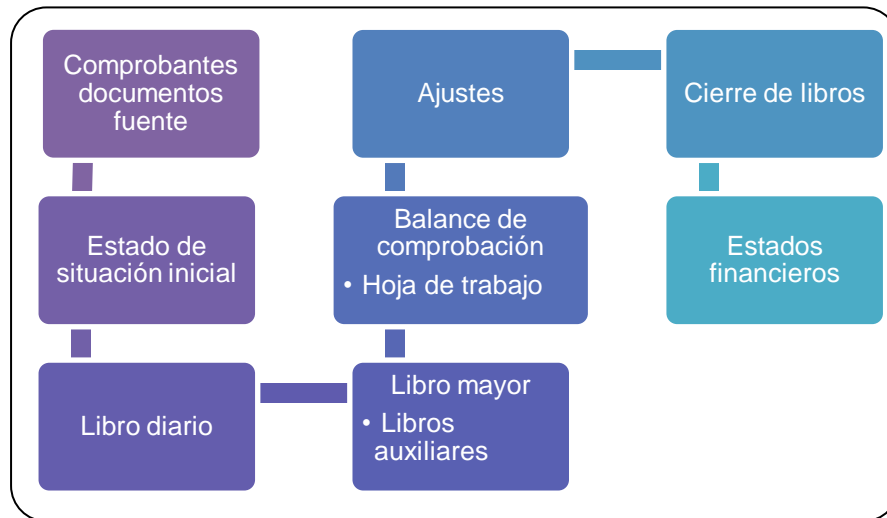 Comprobantes
documentos
fuente
Estado de
situación inicial
Libro diario
Libro mayor
• Libros
auxiliares
Balance de
comprobación
• Hoja de trabajo
Ajustes
Cierre de libros
Estados
financieros